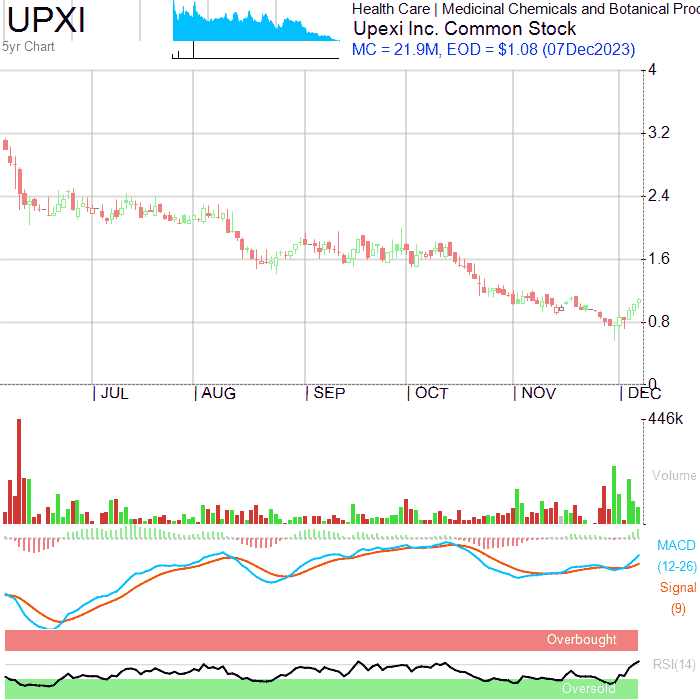 UPXI
5yr Chart
Health Care | Medicinal Chemicals and Botanical Proc
Upexi Inc. Common Stock
MC = 21.9M, EOD = $1.08 (07Dec2023)
4
3.2
2.4
1.6
0.8
0
JUL AUG SEP OCT NOV DEC
446k
Volume
MACD
(12-26)
Signal
(9)
Overbought
RSI(14)
Oversold